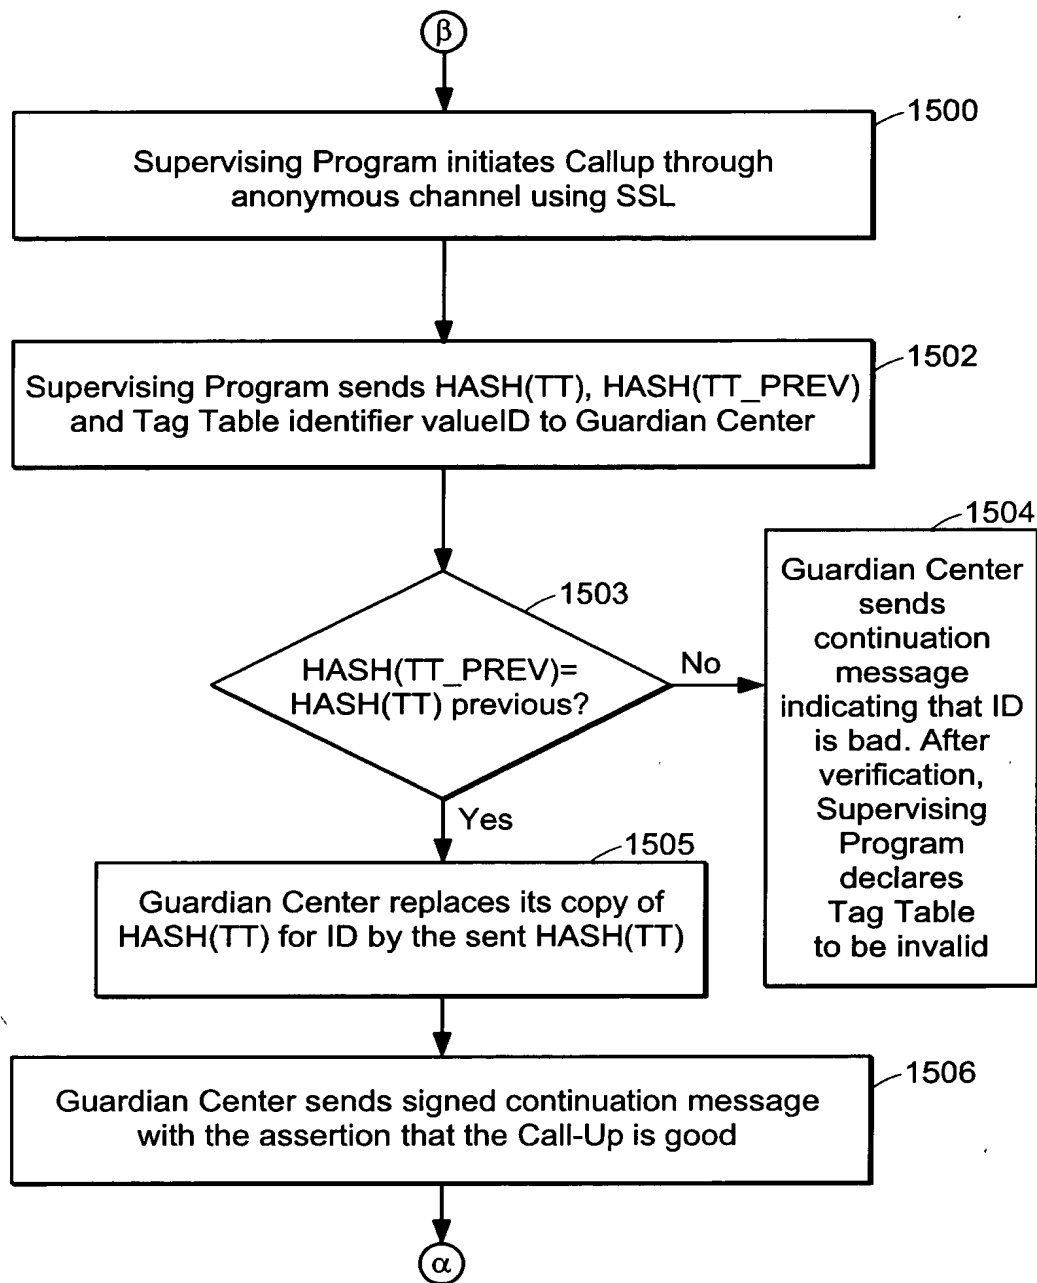 β
1500
Supervising Program initiates Callup through
anonymous channel using SSL
1502
Supervising Program sends HASH(TT), HASH(TT_PREV)
and Tag Table identifier valueID to Guardian Center
1503
HASH(TT_PREV)=
HASH(TT) previous?
No
1504
Guardian Center
sends
continuation
message
indicating that ID
is bad. After
verification,
Supervising
Program
declares
Tag Table
to be invalid
Yes
1505
Guardian Center replaces its copy of
HASH(TT) for ID by the sent HASH(TT)
1506
Guardian Center sends signed continuation message
with the assertion that the Call-Up is good
α